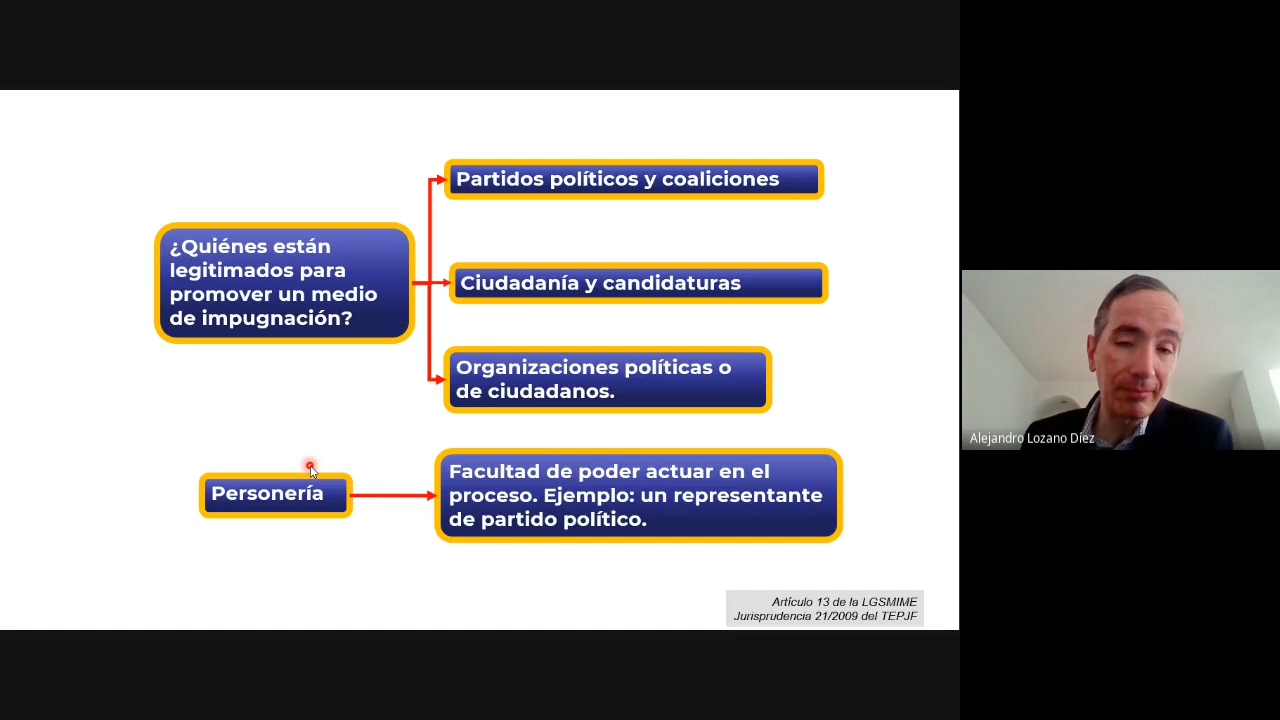 ¿Quiénes están
legitimados para
promover un medio
de impugnación?
Partidos políticos y coaliciones
Ciudadanía y candidaturas
Organizaciones políticas o
de ciudadanos.
Personería
Facultad de poder actuar en el
proceso. Ejemplo: un representante
de partido político.
Artículo 13 de la LGSMIME
Jurisprudencia 21/2009 del TEPJF
Alejandro Lozano Díez